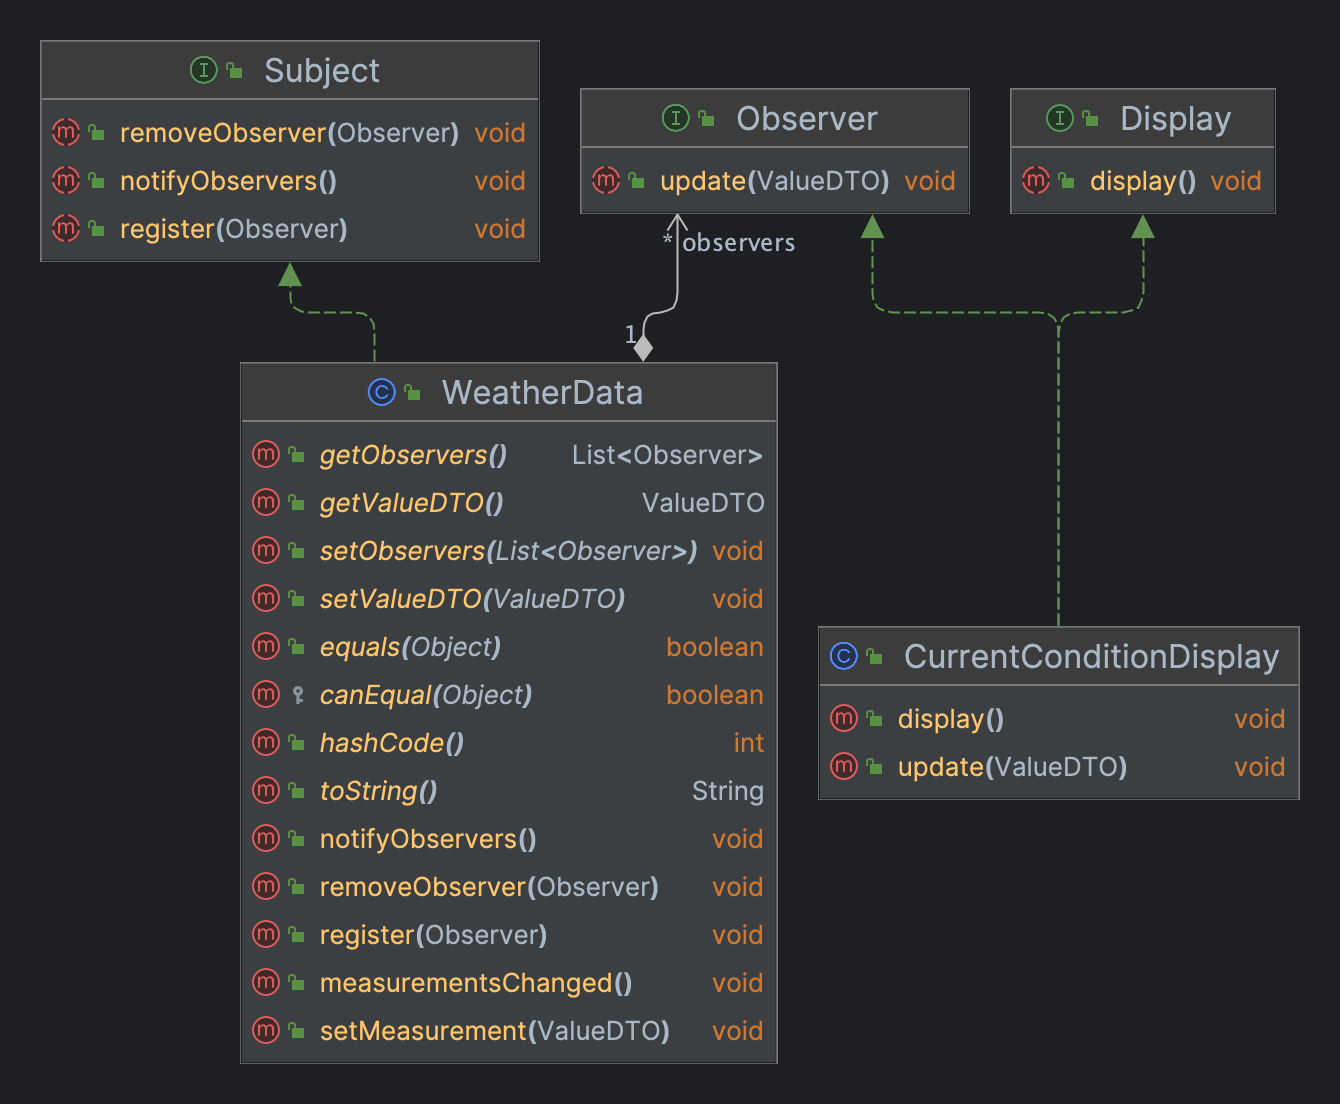 Subject
removeObserver(Observer) void
notifyObservers() void
register(Observer) void
Observer
update(ValueDTO) void
Display
display() void
* observers
1
WeatherData
getObservers() List<Observer>
getValueDTO() ValueDTO
setObservers(List<Observer>) void
setValueDTO(ValueDTO) void
equals(Object) boolean
canEqual(Object) boolean
hashCode() int
toString() String
notifyObservers() void
removeObserver(Observer) void
register(Observer) void
measurementsChanged() void
setMeasurement(ValueDTO) void
CurrentConditionDisplay
display() void
update(ValueDTO) void